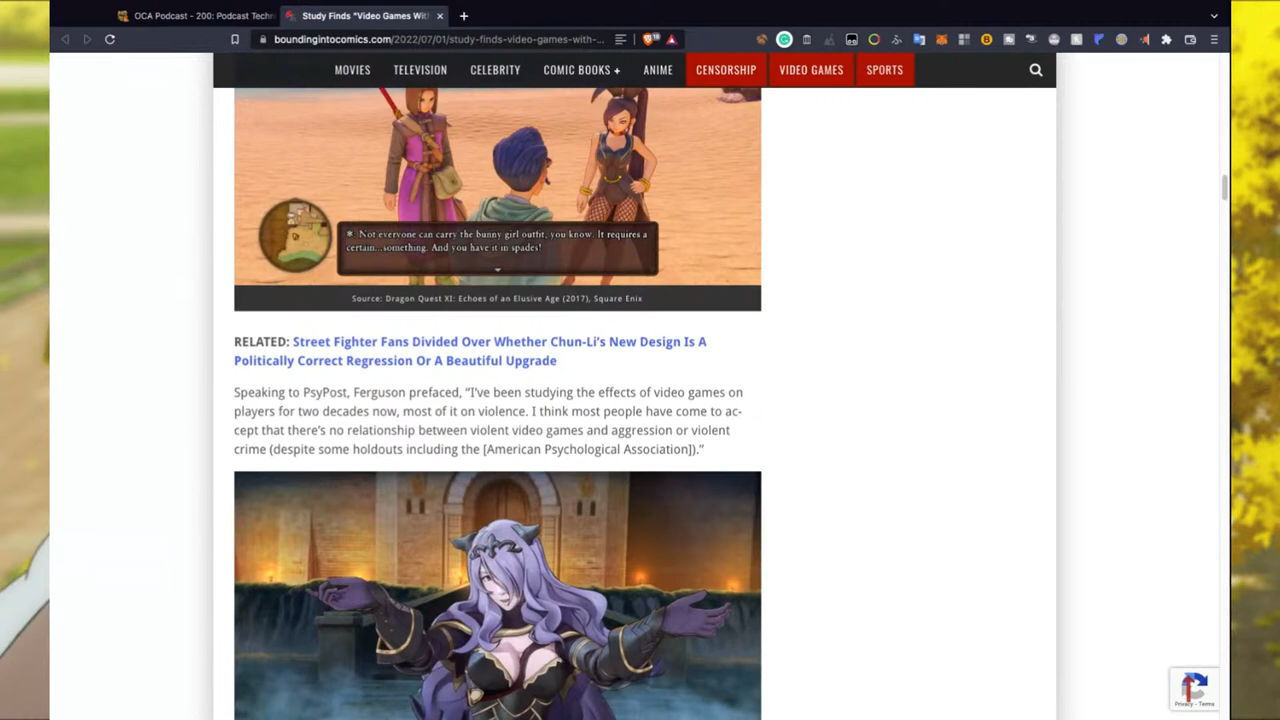 OCA Podcast - 200: Podcast Techn
Study Finds "Video Games With
boundingintocomics.com/2022/07/01/study-finds-video-games-with-...
18
MOVIES TELEVISION CELEBRITY COMIC BOOKS + ANIME CENSORSHIP VIDEO GAMES SPORTS
* Not everyone can carry the bunny girl outfit, you know. It requires a
certain...something. And you have it in spades!
Source: Dragon Quest XI: Echoes of an Elusive Age (2017), Square Enix
RELATED: Street Fighter Fans Divided Over Whether Chun-Li's New Design Is A
Politically Correct Regression Or A Beautiful Upgrade
Speaking to PsyPost, Ferguson prefaced, “I've been studying the effects of video games on
players for two decades now, most of it on violence. I think most people have come to ac-
cept that there's no relationship between violent video games and aggression or violent
crime (despite some holdouts including the [American Psychological Association]).”
Privacy - Terms